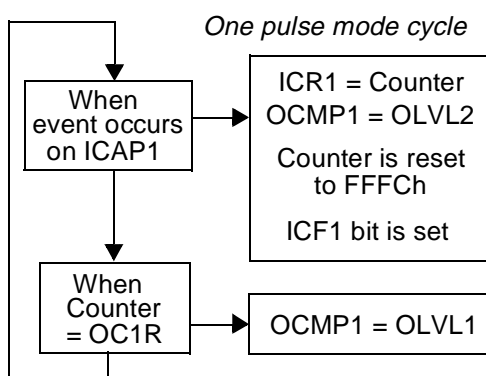 One pulse mode cycle
When
event occurs
on ICAP1
ICR1 = Counter
OCMP1 = OLVL2
Counter is reset
to FFFCh
ICF1 bit is set
When
Counter
= OC1R
OCMP1 = OLVL1